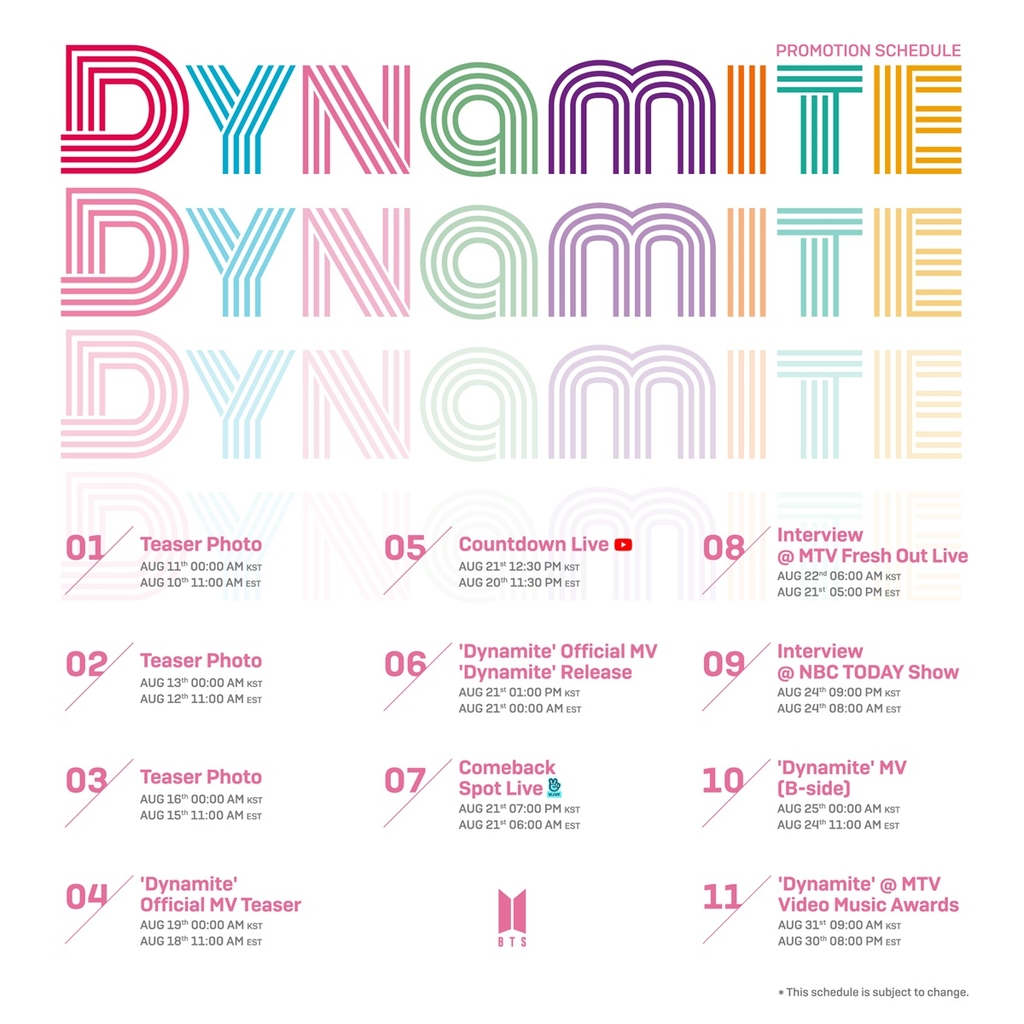 PROMOTION SCHEDULE
DYNAMITE
DYNAMITE
DYNAMITE
DYNAMITE
01
Teaser Photo
AUG 11th 00:00 AM KST
AUG 10th 11:00 AM EST
02
Teaser Photo
AUG 13th 00:00 AM KST
AUG 12th 11:00 AM EST
03
Teaser Photo
AUG 16th 00:00 AM KST
AUG 15th 11:00 AM EST
04
'Dynamite'
Official MV Teaser
AUG 19th 00:00 AM KST
AUG 18th 11:00 AM EST
05
Countdown Live
AUG 21st 12:30 PM KST
AUG 20th 11:30 PM EST
06
'Dynamite' Official MV
'Dynamite' Release
AUG 21st 01:00 PM KST
AUG 21st 00:00 AM EST
07
Comeback
Spot Live
VLIVE
AUG 21st 07:00 PM KST
AUG 21st 06:00 AM EST
BTS
08
Interview
@ MTV Fresh Out Live
AUG 22nd 06:00 AM KST
AUG 21st 05:00 PM EST
09
Interview
@ NBC TODAY Show
AUG 24th 09:00 PM KST
AUG 24th 08:00 AM EST
10
'Dynamite' MV
(B-side)
AUG 25th 00:00 AM KST
AUG 24th 11:00 AM EST
11
'Dynamite' @ MTV
Video Music Awards
AUG 31st 09:00 AM KST
AUG 30th 08:00 PM EST
* This schedule is subject to change.